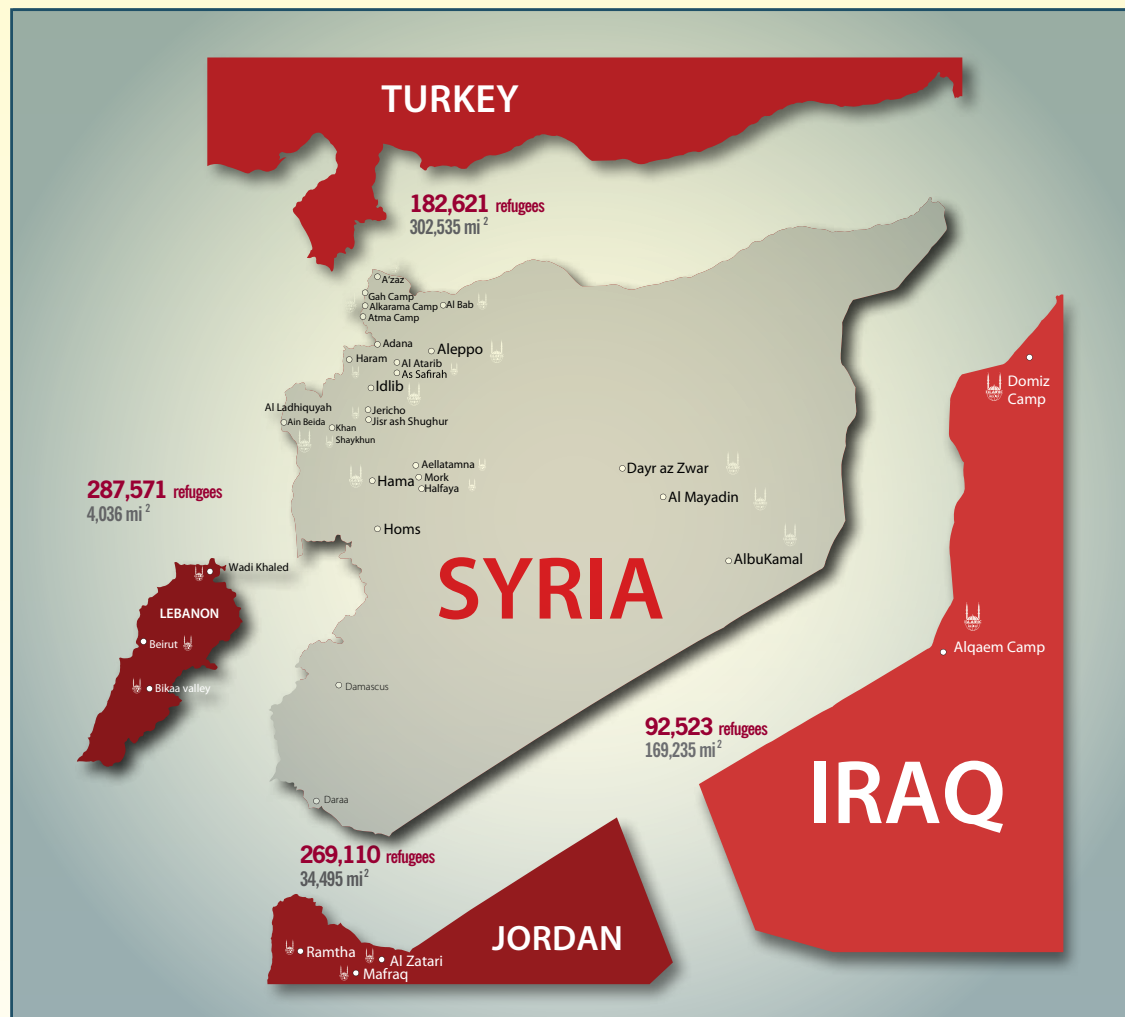 TURKEY
182,621 refugees
302,535 mi²
A'zaz
Gah Camp
Alkarama Camp
Al Bab
Atma Camp
Adana
Aleppo
Haram
Al Atarib
As Safirah
Idlib
Domiz
Camp
Al Ladhiquyah
Jericho
Ain Beida
Jisr ash Shughur
Khan
Shaykhun
Aellatamna
Dayr az Zwar
Mork
Hama
Halfaya
287,571 refugees
4,036 mi²
Al Mayadin
Homs
AlbuKamal
Wadi Khaled
SYRIA
LEBANON
Beirut
Alqaem Camp
Bikaa valley
Damascus
92,523 refugees
169,235 mi²
IRAQ
Daraa
269,110 refugees
34,495 mi²
JORDAN
Ramtha
Al Zatari
Mafraq